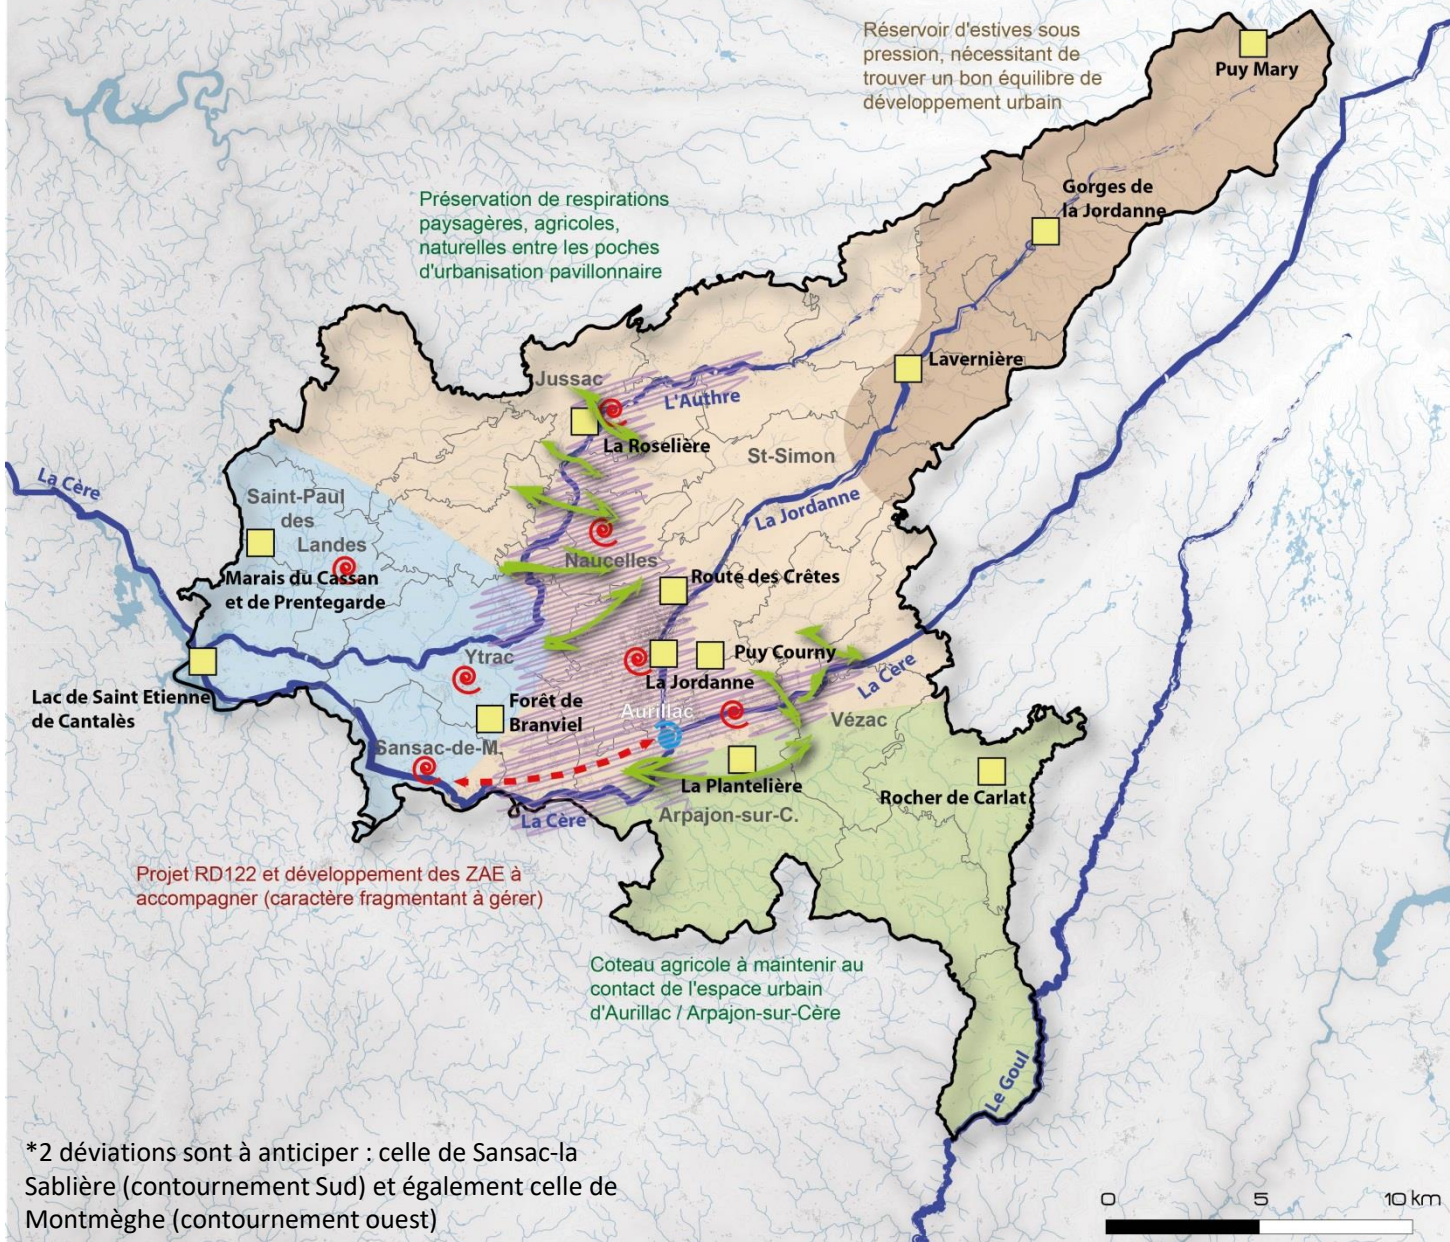 Réservoir d'estives sous
pression, nécessitant de
trouver un bon équilibre de
développement urbain
Puy Mary
Gorges de
la Jordanne
Préservation de respirations
paysagères, agricoles,
naturelles entre les poches
d'urbanisation pavillonnaire
Lavernière
Jussac
L'Authre
La Roselière
St-Simon
La Cère
La Jordanne
Saint-Paul
des
Landes
Naucelles
Marais du Cassan
et de Prentegarde
Route des Crêtes
Ytrac
Puy Courny
La Jordanne
La Cère
Lac de Saint Etienne
de Cantalès
Forêt de
Branviel
Aurillac
Vézac
Sansac-de-M.
La Plantelière
Rocher de Carlat
La Cère
Arpajon-sur-C.
Projet RD122 et développement des ZAE à
accompagner (caractère fragmentant à gérer)
Coteau agricole à maintenir au
contact de l'espace urbain
d'Aurillac / Arpajon-sur-Cère
Le Goul
*2 déviations sont à anticiper : celle de Sansac-la
Sablière (contournement Sud) et également celle de
Montmèghe (contournement ouest)
0 5 10 km